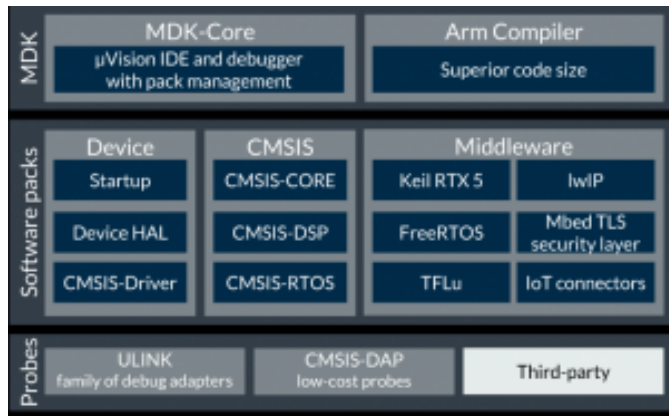 MDK
MDK-Core
µVision IDE and debugger
with pack management
Arm Compiler
Superior code size
Software packs
Device
Startup
Device HAL
CMSIS-Driver
CMSIS
CMSIS-CORE
CMSIS-DSP
CMSIS-RTOS
Middleware
Keil RTX 5
lwIP
FreeRTOS
Mbed TLS
security layer
TFLu
IoT connectors
Probes
ULINK
family of debug adapters
CMSIS-DAP
low-cost probes
Third-party